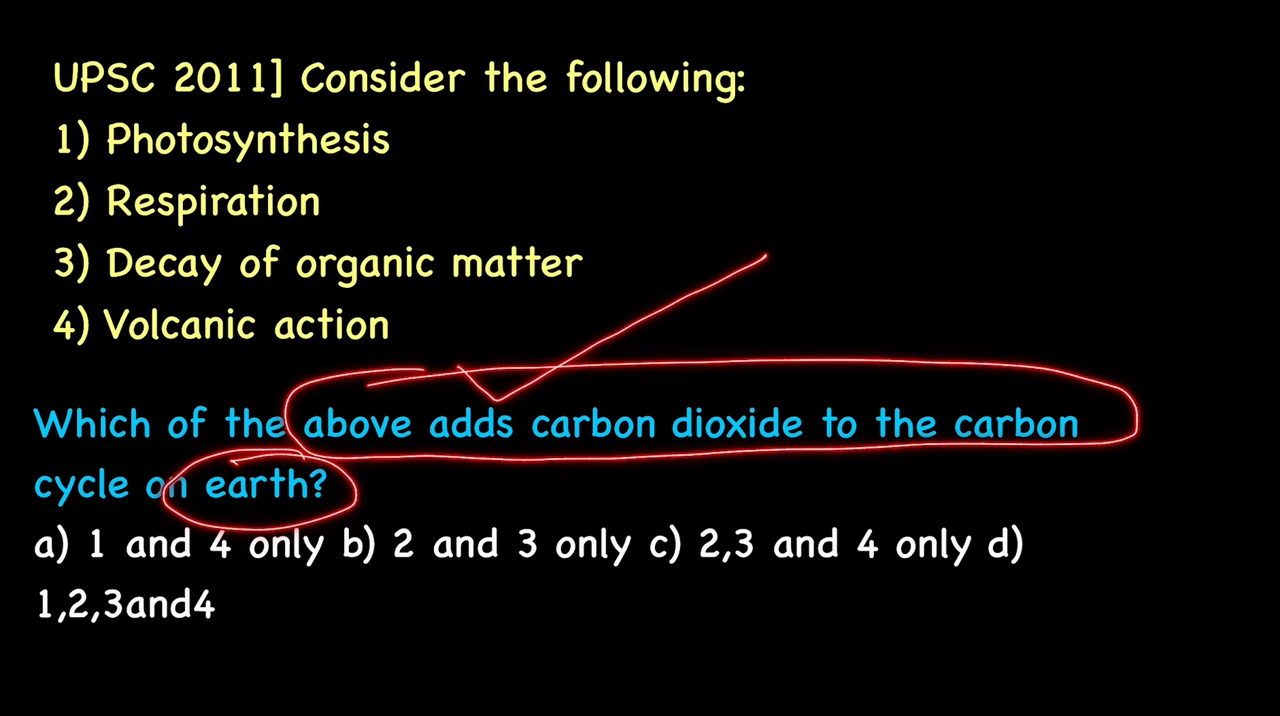 UPSC 2011] Consider the following:
1) Photosynthesis
2) Respiration
3) Decay of organic matter
4) Volcanic action
Which of the above adds carbon dioxide to the carbon
cycle on earth?
a) 1 and 4 only b) 2 and 3 only c) 2,3 and 4 only d)
1,2,3and4